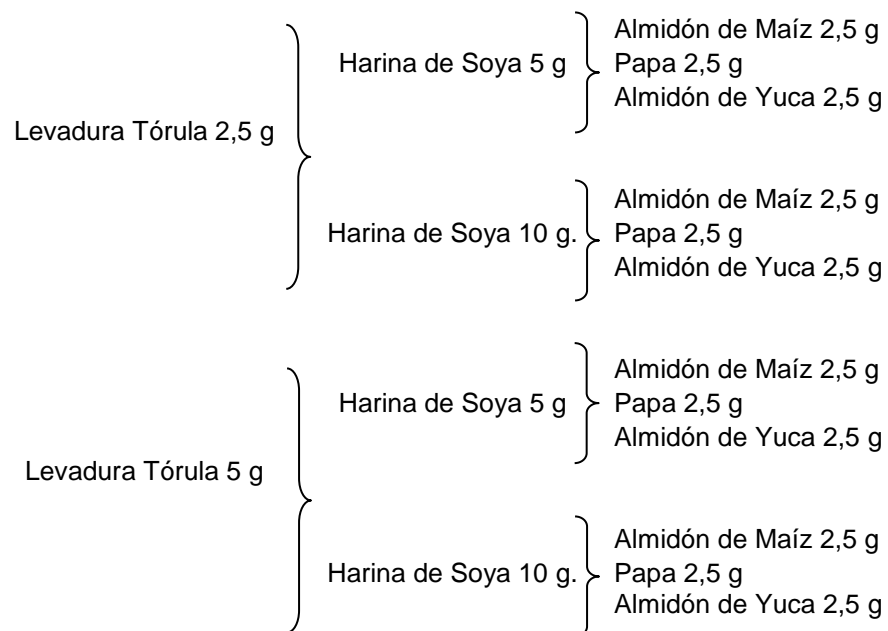 Levadura Tórula 2,5 g
Harina de Soya 5 g
Almidón de Maíz 2,5 g
Papa 2,5 g
Almidón de Yuca 2,5 g
Harina de Soya 10 g.
Almidón de Maíz 2,5 g
Papa 2,5 g
Almidón de Yuca 2,5 g
Levadura Tórula 5 g
Harina de Soya 5 g
Almidón de Maíz 2,5 g
Papa 2,5 g
Almidón de Yuca 2,5 g
Harina de Soya 10 g.
Almidón de Maíz 2,5 g
Papa 2,5 g
Almidón de Yuca 2,5 g